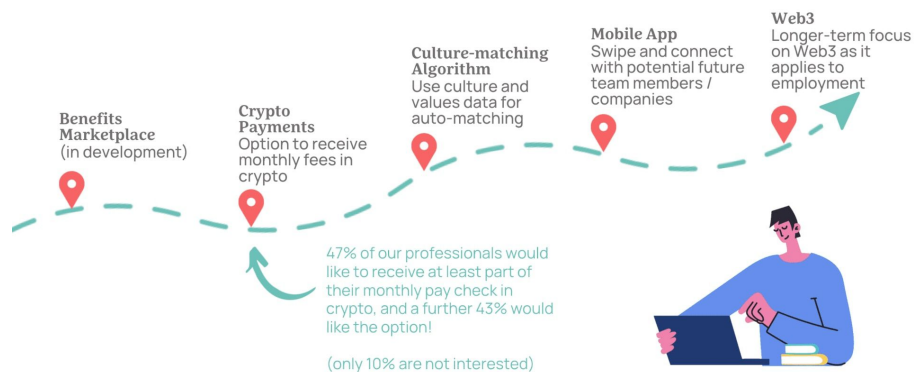 Benefits
Marketplace
(in development)
Crypto
Payments
Option to receive
monthly fees in
crypto
Culture-matching
Algorithm
Use culture and
values data for
auto-matching
Mobile App
Swipe and connect
with potential future
team members /
companies
Web3
Longer-term focus
on Web3 as it
applies to
employment
47% of our professionals would
like to receive at least part of
their monthly pay check in
crypto, and a further 43% would
like the option!
(only 10% are not interested)